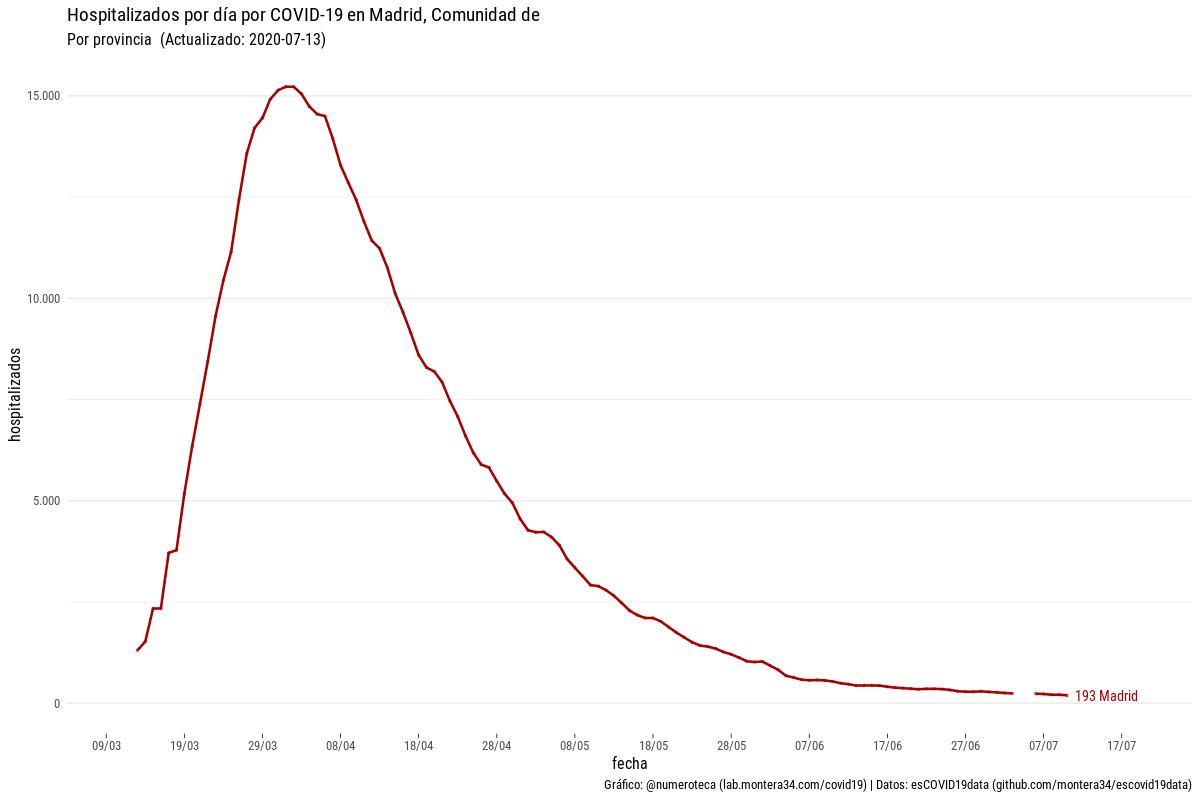 Hospitalizados por día por COVID-19 en Madrid, Comunidad de
Por provincia  (Actualizado: 2020-07-13)
hospitalizados
15.000
10.000
5.000
0
193 Madrid
09/03 19/03 29/03 08/04 18/04 28/04 08/05 18/05 28/05 07/06 17/06 27/06 07/07 17/07
fecha
Gráfico: @numeroteca (lab.montera34.com/covid19) | Datos: esCOVID19data (github.com/montera34/escovid19data)